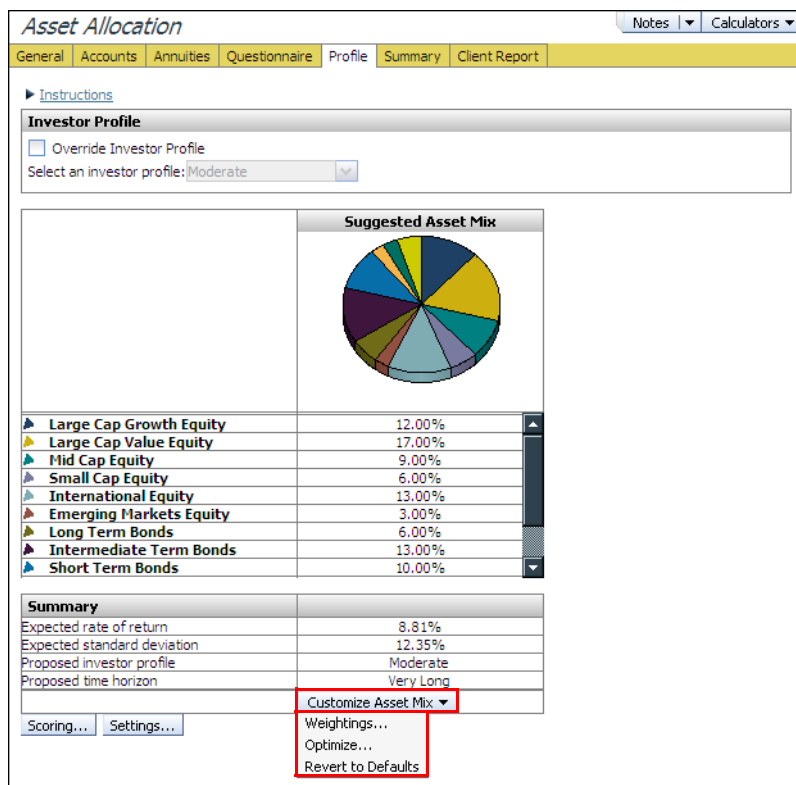 Asset Allocation
Notes Calculators
General Accounts Annuities Questionnaire Profile Summary Client Report
Instructions
Investor Profile
Override Investor Profile
Select an investor profile: Moderate
Suggested Asset Mix
Large Cap Growth Equity 12.00%
Large Cap Value Equity 17.00%
Mid Cap Equity 9.00%
Small Cap Equity 6.00%
International Equity 13.00%
Emerging Markets Equity 3.00%
Long Term Bonds 6.00%
Intermediate Term Bonds 13.00%
Short Term Bonds 10.00%
Summary
Expected rate of return 8.81%
Expected standard deviation 12.35%
Proposed investor profile Moderate
Proposed time horizon Very Long
Customize Asset Mix
Scoring... Settings... Weightings...
Optimize...
Revert to Defaults